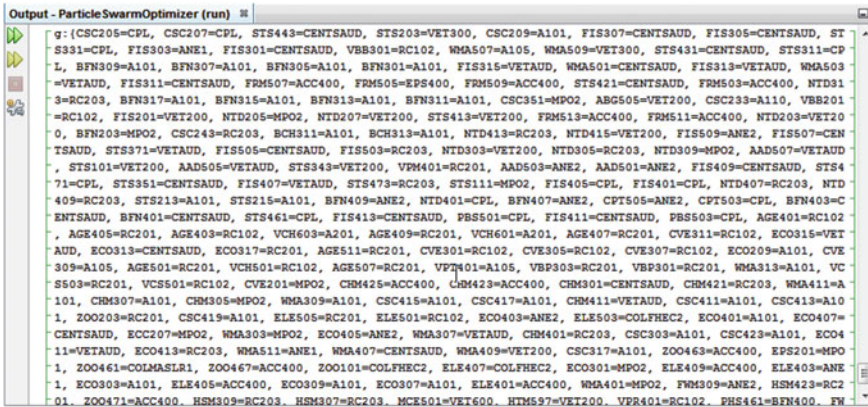 Output - ParticleSwarmOptimizer (run)
g:{CSC205=CPL, CSC207=CPL, STS443=CENTSAUD, STS203=VET300, CSC209=A101, FIS307=CENTSAUD, FIS305=CENTSAUD, ST
S331=CPL, FIS303=ANE1, FIS301=CENTSAUD, VBB301=RC102, WMA507=A105, WMA509=VET300, STS431=CENTSAUD, STS311=CP
L, BFN309=A101, BFN307=A101, BFN305=A101, BFN301=A101, FIS315=VETAUD, WMA501=CENTSAUD, FIS313=VETAUD, WMA503
=VETAUD, FIS311=CENTSAUD, FRM507=ACC400, FRM505=EPS400, FRM509=ACC400, STS421=CENTSAUD, FRM503=ACC400, NTD31
3=RC203, BFN317=A101, BFN315=A101, BFN313=A101, BFN311=A101, CSC351=MPO2, ABG505=VET200, CSC233=A110, VBB201
=RC102, FIS201=VET200, NTD205=MPO2, NTD207=VET200, STS413=VET200, FRM513=ACC400, FRM511=ACC400, NTD203=VET20
0, BFN203=MPO2, CSC243=RC203, BCH311=A101, BCH313=A101, NTD413=RC203, NTD415=VET200, FIS509=ANE2, FIS507=CEN
TSAUD, STS371=VETAUD, FIS505=CENTSAUD, FIS503=RC203, NTD303=VET200, NTD305=RC203, NTD309=MPO2, AAD507=VETAUD
, STS101=VET200, AAD505=VETAUD, STS343=VET200, VPM401=RC201, AAD503=ANE2, AAD501=ANE2, FIS409=CENTSAUD, STS4
71=CPL, STS351=CENTSAUD, FIS407=VETAUD, STS473=RC203, STS111=MPO2, FIS405=CPL, FIS401=CPL, NTD407=RC203, NTD
409=RC203, STS213=A101, STS215=A101, BFN409=ANE2, NTD401=CPL, BFN407=ANE2, CPT505=ANE2, CPT503=CPL, BFN403=C
ENTSAUD, BFN401=CENTSAUD, STS461=CPL, FIS413=CENTSAUD, PBS501=CPL, FIS411=CENTSAUD, PBS503=CPL, AGE401=RC102
, AGE405=RC201, AGE403=RC102, VCH603=A201, AGE409=RC201, VCH601=A201, AGE407=RC201, CVE311=RC102, ECO315=VET
AUD, ECO313=CENTSAUD, ECO317=RC201, AGE511=RC201, CVE301=RC102, CVE305=RC102, CVE307=RC102, ECO209=A101, CVE
309=A105, AGE501=RC201, VCH501=RC102, AGE507=RC201, VPT401=A105, VBP303=RC201, VBP301=RC201, WMA313=A101, VC
S503=RC201, VCS501=RC102, CVE201=MPO2, CHM425=ACC400, CHM423=ACC400, CHM301=CENTSAUD, CHM421=RC203, WMA411=A
101, CHM307=A101, CHM305=MPO2, WMA309=A101, CSC415=A101, CSC417=A101, CHM411=VETAUD, CSC411=A101, CSC413=A10
1, ZOO203=RC201, CSC419=A101, ELE505=RC201, ELE501=RC102, ECO403=ANE2, ELE503=COLFHEC2, ECO401=A101, ECO407=
CENTSAUD, ECC207=MPO2, WMA303=MPO2, ECO405=ANE2, WMA307=VETAUD, CHM401=RC203, CSC303=A101, CSC423=A101, ECO4
11=VETAUD, ECO413=RC203, WMA511=ANE1, WMA407=CENTSAUD, WMA409=VET200, CSC317=A101, ZOO463=ACC400, EPS201=MPO
1, ZOO461=COLMASLR1, ZOO467=ACC400, ZOO101=COLFHEC2, ELE407=COLFHEC2, ECO301=MPO2, ELE409=ACC400, ELE403=ANE
1, ECO303=A101, ELE405=ACC400, ECO309=A101, ECO307=A101, ELE401=ACC400, WMA401=MPO2, FWM309=ANE2, HSM423=RC2
01, ZOO471=ACC400, HSM309=RC203, HSM307=RC203, MCE501=VET600, HTM597=VET200, VPR401=RC102, PHS461=BFN400, FW